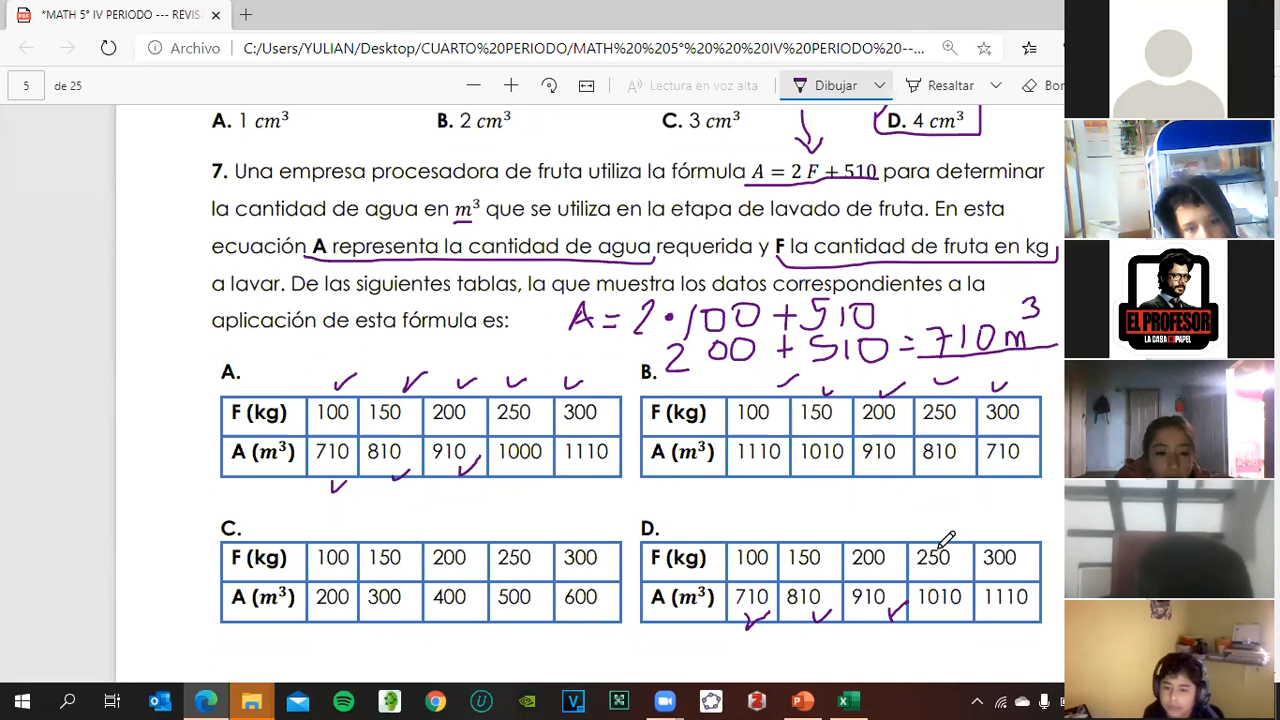 *MATH 5° IV PERIODO --- REVISA
Archivo
C:/Users/YULIAN/Desktop/CUARTO%20PERIODO/MATH%20%205°%20%20%20IV%20PERIODO%20--...
5
de 25
Lectura en voz alta
Dibujar
Resaltar
Bor
A. 1 cm³
B. 2 cm³
C. 3 cm³
D. 4 cm³
7. Una empresa procesadora de fruta utiliza la fórmula A = 2 F + 510 para determinar
la cantidad de agua en m³ que se utiliza en la etapa de lavado de fruta. En esta
ecuación A representa la cantidad de agua requerida y F la cantidad de fruta en kg
a lavar. De las siguientes tablas, la que muestra los datos correspondientes a la
aplicación de esta fórmula es:
A = 2 • 100 + 510
200 + 510 = 710 m³
A.
F (kg) 100 150 200 250 300
A (m³) 710 810 910 1000 1110
B.
F (kg) 100 150 200 250 300
A (m³) 1110 1010 910 810 710
C.
F (kg) 100 150 200 250 300
A (m³) 200 300 400 500 600
D.
F (kg) 100 150 200 250 300
A (m³) 710 810 910 1010 1110
EL PROFESOR
LA CASA PAPEL